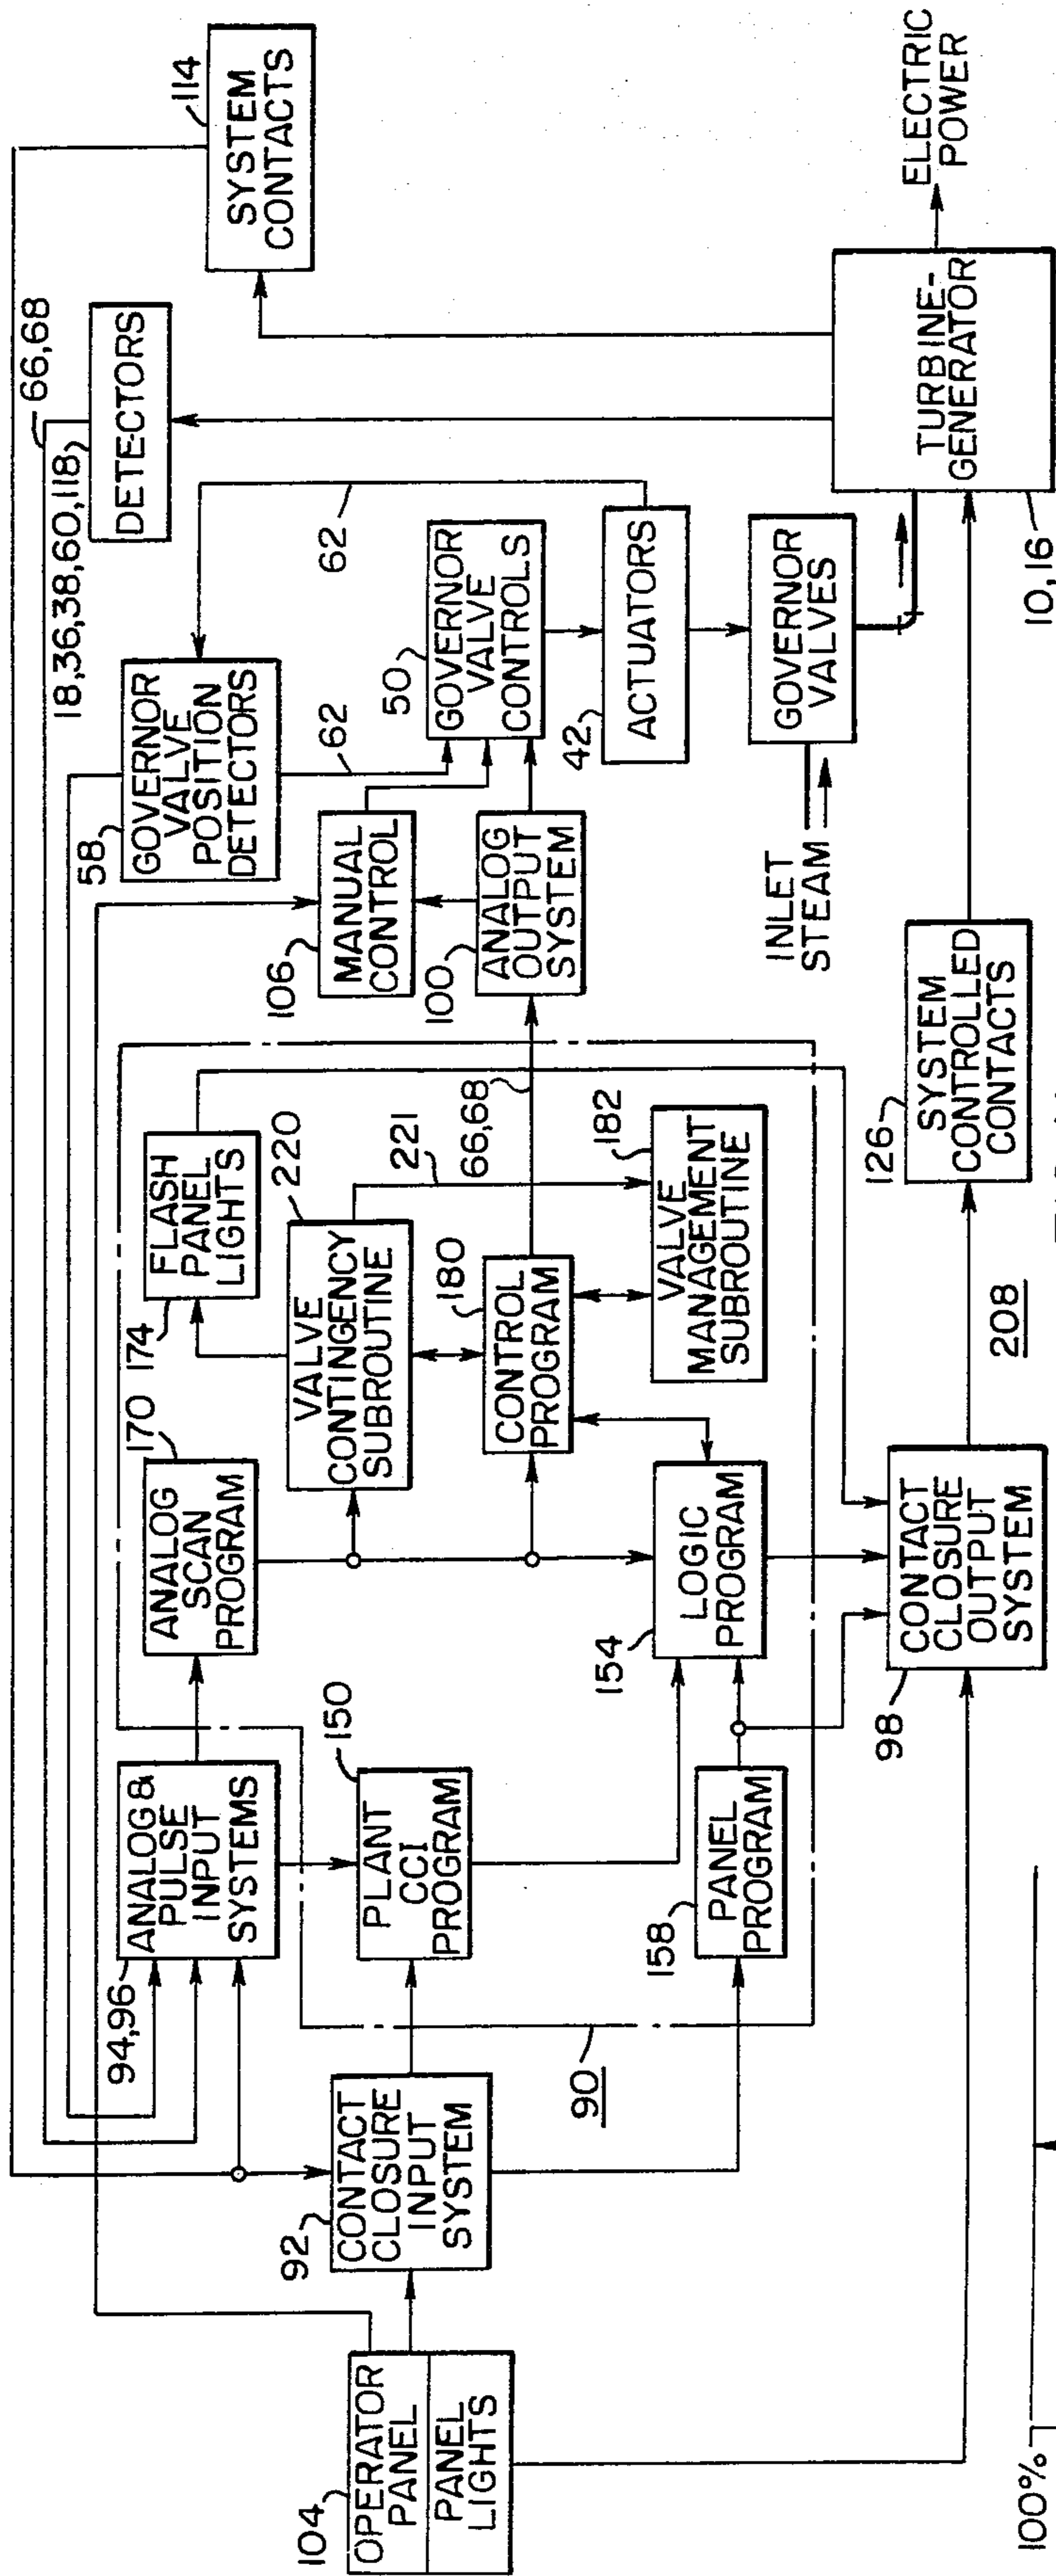 104
OPERATOR
PANEL
PANEL
LIGHTS
92
CONTACT
CLOSURE
INPUT
SYSTEM
94,96
ANALOG &
PULSE
INPUT
SYSTEMS
90
150
PLANT
CCI
PROGRAM
158
PANEL
PROGRAM
170
ANALOG
SCAN
PROGRAM
154
LOGIC
PROGRAM
98
CONTACT
CLOSURE
OUTPUT
SYSTEM
174
FLASH
PANEL
LIGHTS
220
VALVE
CONTINGENCY
SUBROUTINE
221
180
CONTROL
PROGRAM
182
VALVE
MANAGEMENT
SUBROUTINE
66,68
208
126
SYSTEM
CONTROLLED
CONTACTS
106
MANUAL
CONTROL
100
ANALOG
OUTPUT
SYSTEM
58
GOVERNOR
VALVE
POSITION
DETECTORS
62
62
50
GOVERNOR
VALVE
CONTROLS
42
ACTUATORS
GOVERNOR
VALVES
INLET
STEAM
18,36,38,60,118
66,68
DETECTORS
114
SYSTEM
CONTACTS
TURBINE-
GENERATOR
10,16
ELECTRIC
POWER
100%